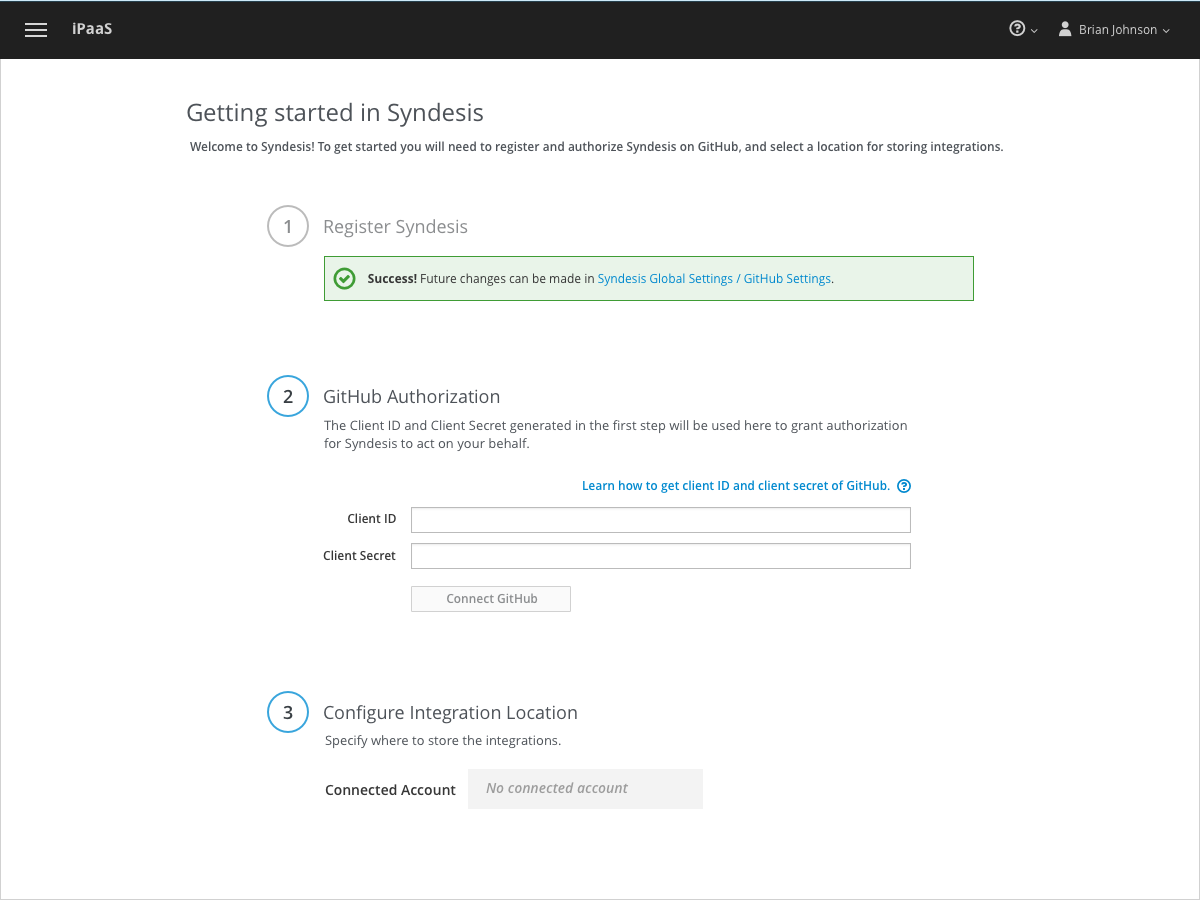 iPaaS
Brian Johnson
Getting started in Syndesis
Welcome to Syndesis! To get started you will need to register and authorize Syndesis on GitHub, and select a location for storing integrations.
1 Register Syndesis
Success! Future changes can be made in Syndesis Global Settings / GitHub Settings.
2 GitHub Authorization
The Client ID and Client Secret generated in the first step will be used here to grant authorization
for Syndesis to act on your behalf.
Learn how to get client ID and client secret of GitHub. ?
Client ID
Client Secret
Connect GitHub
3 Configure Integration Location
Specify where to store the integrations.
Connected Account No connected account